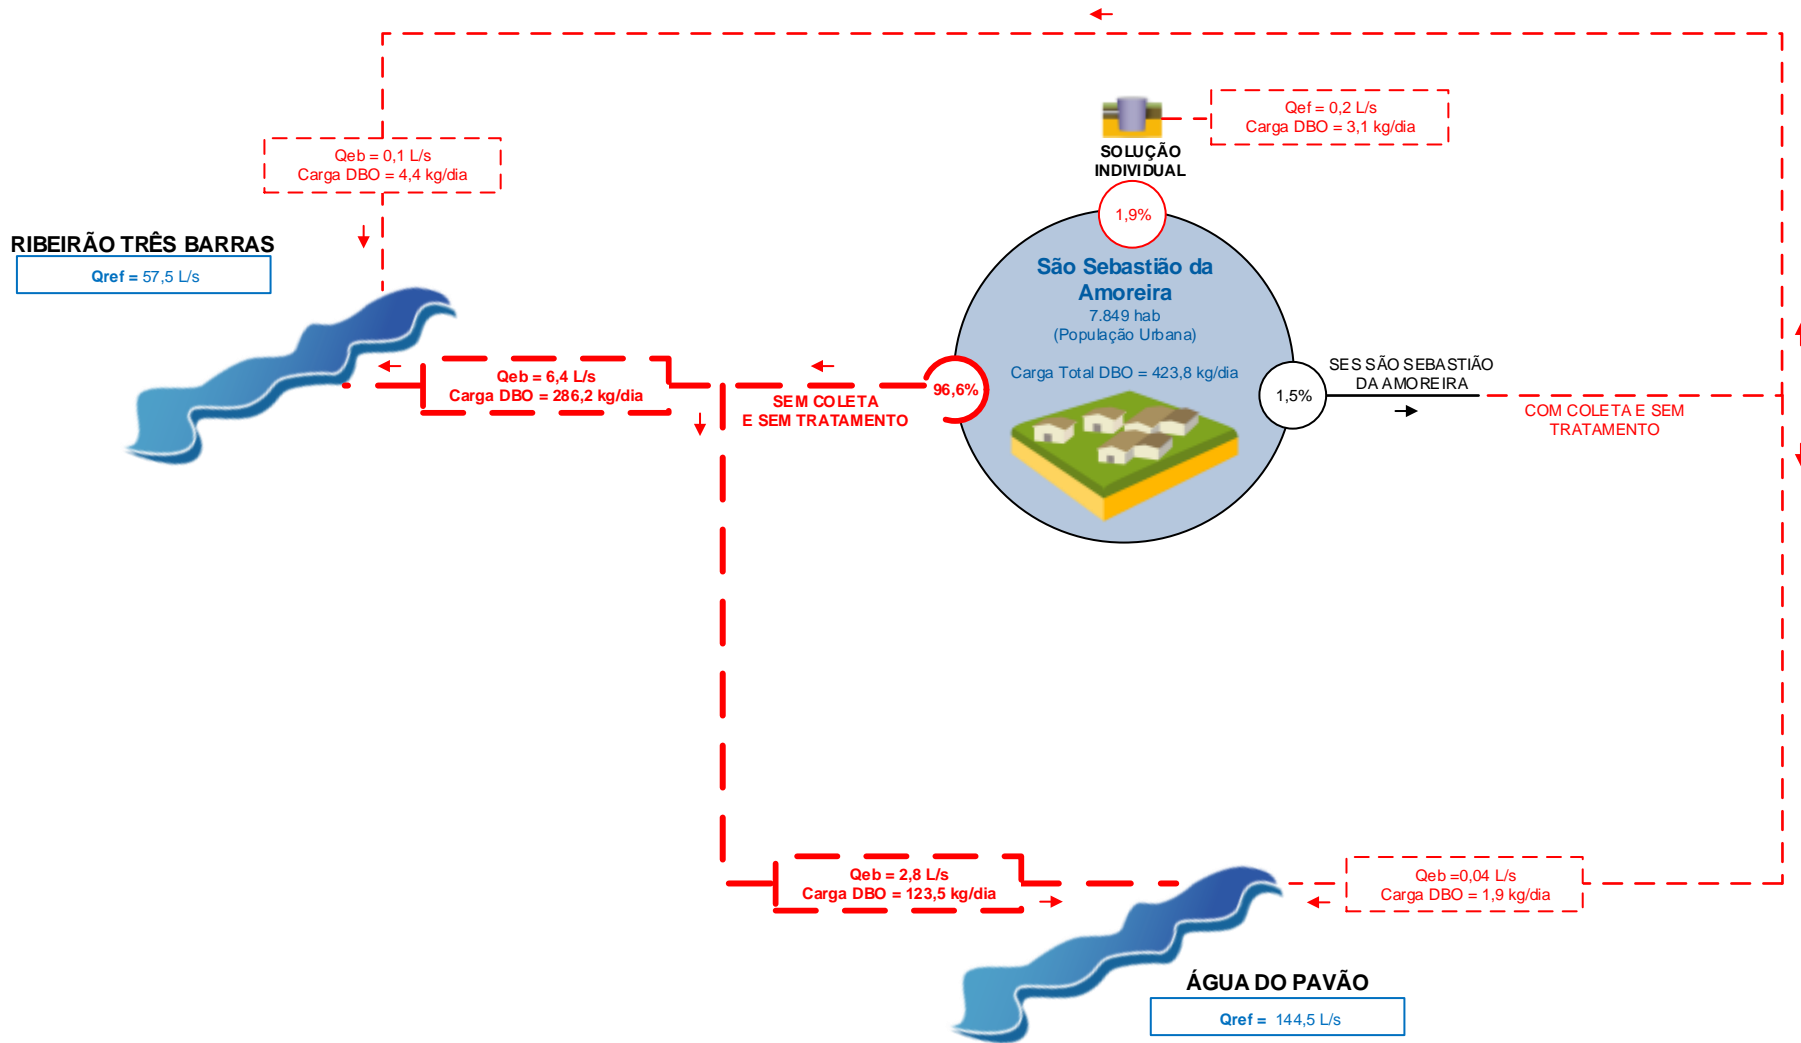 Qef = 0,2 L/s
Carga DBO = 3,1 kg/dia
SOLUÇÃO
INDIVIDUAL
1,9%
Qeb = 0,1 L/s
Carga DBO = 4,4 kg/dia
RIBEIRÃO TRÊS BARRAS
Qref = 57,5 L/s
São Sebastião da
Amoreira
7.849 hab
(População Urbana)
Carga Total DBO = 423,8 kg/dia
Qeb = 6,4 L/s
Carga DBO = 286,2 kg/dia
SEM COLETA
E SEM TRATAMENTO
96,6%
1,5%
SES SÃO SEBASTIÃO
DA AMOREIRA
COM COLETA E SEM
TRATAMENTO
Qeb = 2,8 L/s
Carga DBO = 123,5 kg/dia
Qeb =0,04 L/s
Carga DBO = 1,9 kg/dia
ÁGUA DO PAVÃO
Qref = 144,5 L/s